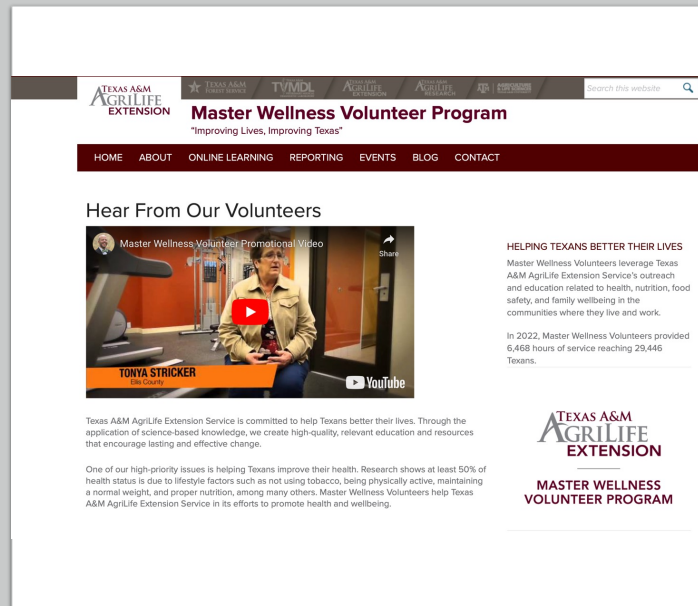 TEXAS A&M
AGRILIFE
EXTENSION
TEXAS A&M
FOREST SERVICE
TVMDL
TEXAS A&M
AGRILIFE
EXTENSION
TEXAS A&M
AGRILIFE
RESEARCH
AGRICULTURE
& LIFE SCIENCES
Search this website
Master Wellness Volunteer Program
“Improving Lives, Improving Texas”
HOME ABOUT ONLINE LEARNING REPORTING EVENTS BLOG CONTACT
Hear From Our Volunteers
Master Wellness Volunteer Promotional Video
Share
TONYA STRICKER
Ellis County
YouTube
Texas A&M AgriLife Extension Service is committed to help Texans better their lives. Through the
application of science-based knowledge, we create high-quality, relevant education and resources
that encourage lasting and effective change.
One of our high-priority issues is helping Texans improve their health. Research shows at least 50% of
health status is due to lifestyle factors such as not using tobacco, being physically active, maintaining
a normal weight, and proper nutrition, among many others. Master Wellness Volunteers help Texas
A&M AgriLife Extension Service in its efforts to promote health and wellbeing.
HELPING TEXANS BETTER THEIR LIVES
Master Wellness Volunteers leverage Texas
A&M AgriLife Extension Service’s outreach
and education related to health, nutrition, food
safety, and family wellbeing in the
communities where they live and work.
In 2022, Master Wellness Volunteers provided
6,468 hours of service reaching 29,446
Texans.
TEXAS A&M
AGRILIFE
EXTENSION
MASTER WELLNESS
VOLUNTEER PROGRAM